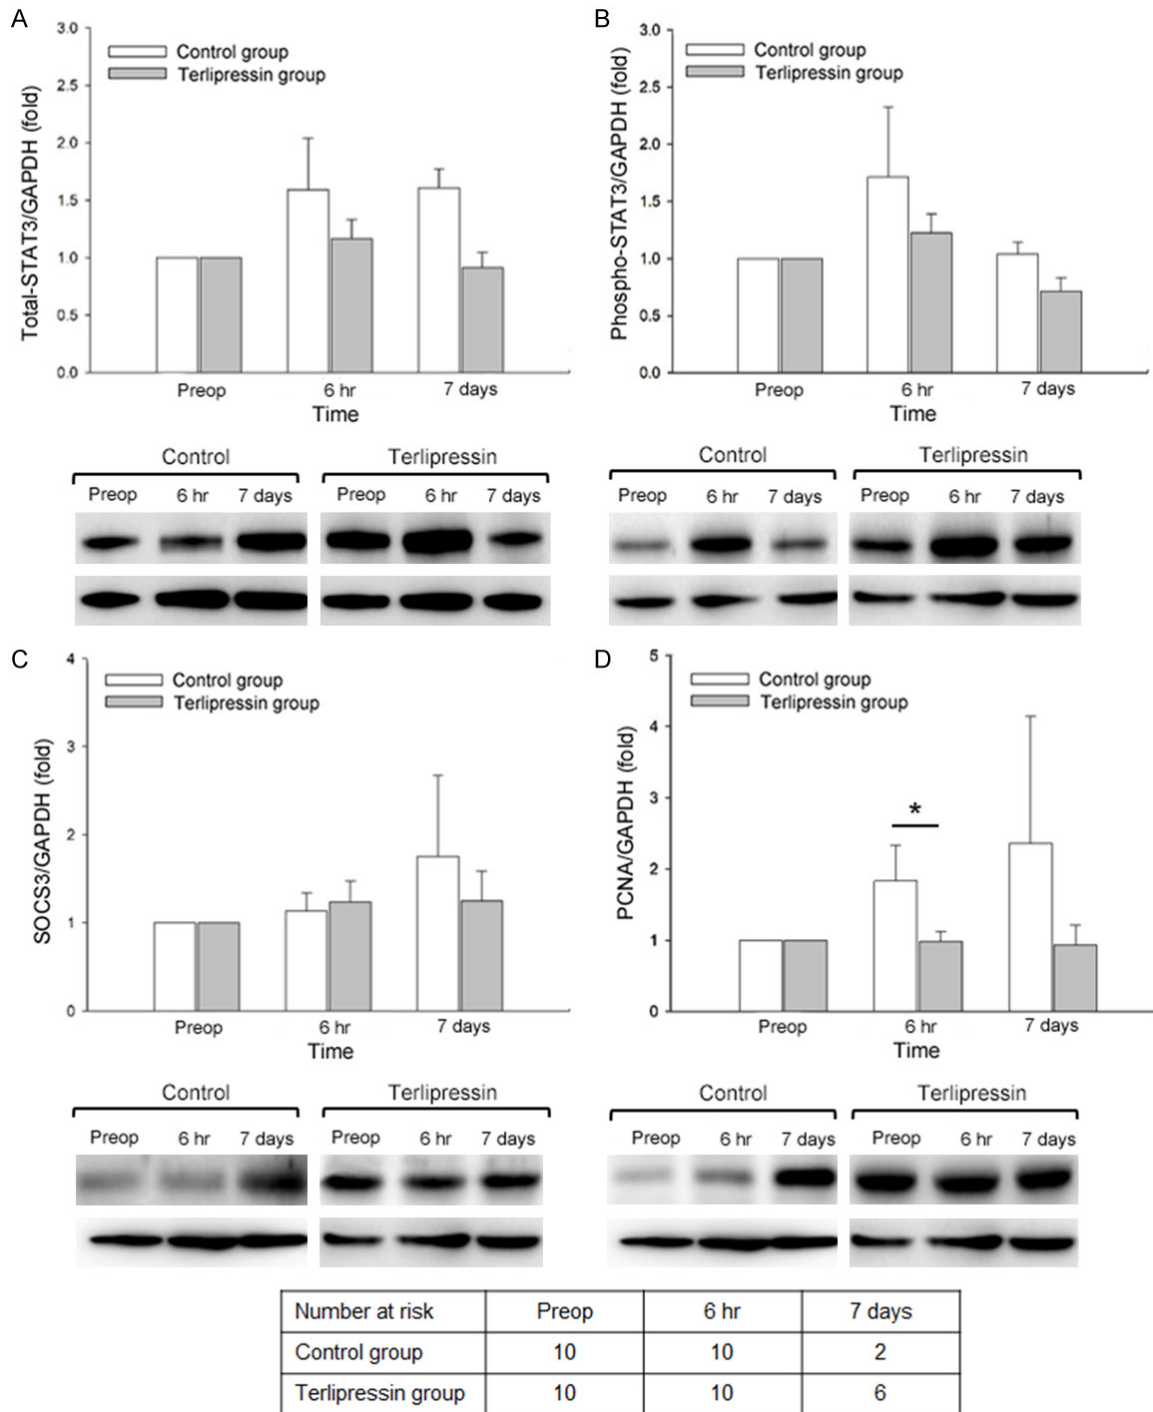 A
Total-STAT3/GAPDH (fold)
3.0
2.5
2.0
1.5
1.0
0.5
0.0
Control group
Terlipressin group
Preop 6 hr 7 days
Time
Control Terlipressin
Preop 6 hr 7 days Preop 6 hr 7 days
B
Phospho-STAT3/GAPDH (fold)
3.0
2.5
2.0
1.5
1.0
0.5
0.0
Control group
Terlipressin group
Preop 6 hr 7 days
Time
Control Terlipressin
Preop 6 hr 7 days Preop 6 hr 7 days
C
SOCS3/GAPDH (fold)
4
3
2
1
0
Control group
Terlipressin group
Preop 6 hr 7 days
Time
Control Terlipressin
Preop 6 hr 7 days Preop 6 hr 7 days
D
PCNA/GAPDH (fold)
5
4
3
2
1
0
Control group
Terlipressin group
*
Preop 6 hr 7 days
Time
Control Terlipressin
Preop 6 hr 7 days Preop 6 hr 7 days
Number at risk Preop 6 hr 7 days
Control group 10 10 2
Terlipressin group 10 10 6